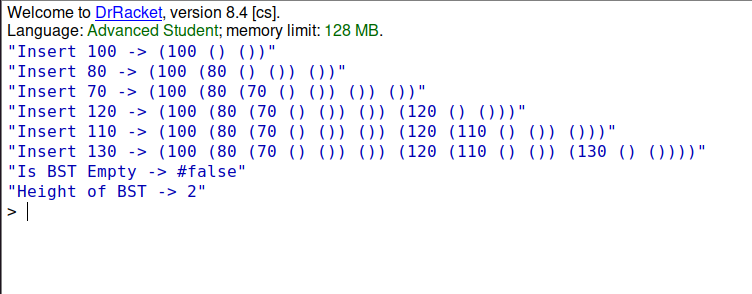 Welcome to DrRacket, version 8.4 [cs].
Language: Advanced Student; memory limit: 128 MB.
"Insert 100 -> (100 () ())"
"Insert 80 -> (100 (80 () ()) ())"
"Insert 70 -> (100 (80 (70 () ()) ()) ())"
"Insert 120 -> (100 (80 (70 () ()) ()) (120 () ()))"
"Insert 110 -> (100 (80 (70 () ()) ()) (120 (110 () ()) ()))"
"Insert 130 -> (100 (80 (70 () ()) ()) (120 (110 () ()) (130 () ())))"
"Is BST Empty -> #false"
"Height of BST -> 2"
>